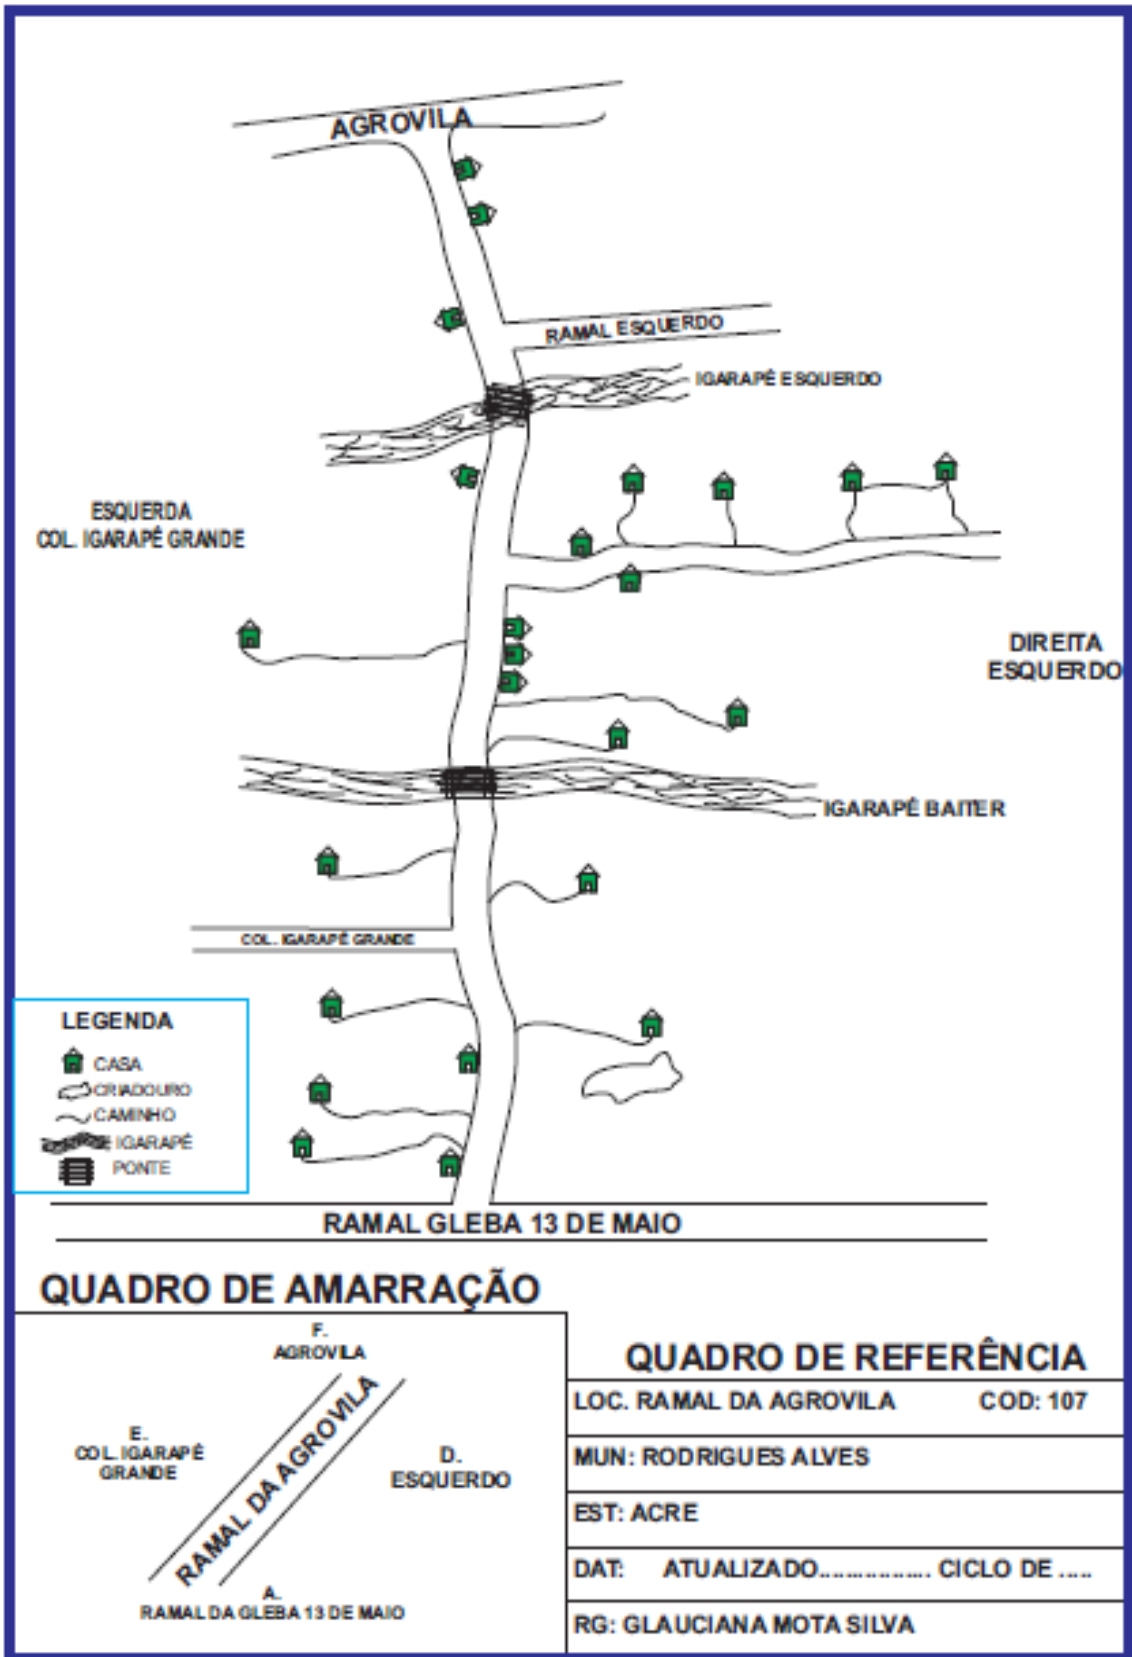 AGROVILA
RAMAL ESQUERDO
IGARAPÉ ESQUERDO
ESQUERDA
COL. IGARAPÉ GRANDE
DIREITA
ESQUERDO
IGARAPÉ BAITER
COL. IGARAPÉ GRANDE
LEGENDA
CASA
CRIADOURO
CAMINHO
IGARAPÉ
PONTE
RAMAL GLEBA 13 DE MAIO
QUADRO DE AMARRAÇÃO
F.
AGROVILA
E.
COL. IGARAPÉ
GRANDE
RAMAL DA AGROVILA
D.
ESQUERDO
A.
RAMAL DA GLEBA 13 DE MAIO
QUADRO DE REFERÊNCIA
LOC. RAMAL DA AGROVILA COD: 107
MUN: RODRIGUES ALVES
EST: ACRE
DAT: ATUALIZADO................ CICLO DE .....
RG: GLAUCIANA MOTA SILVA